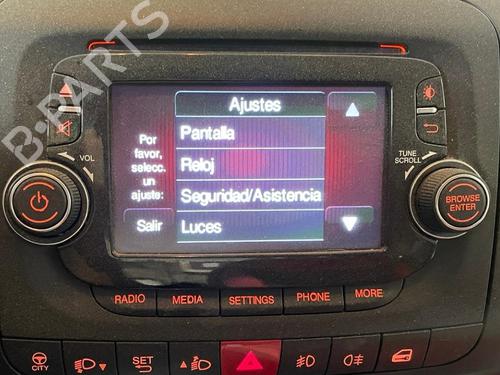 B-PARTS
Ajustes
Por
favor,
selecc.
un
ajuste:
Pantalla
Reloj
Seguridad/Asistencia
Salir
Luces
VOL
TUNE
SCROLL
BROWSE
ENTER
RADIO
MEDIA
SETTINGS
PHONE
MORE
CITY
SET